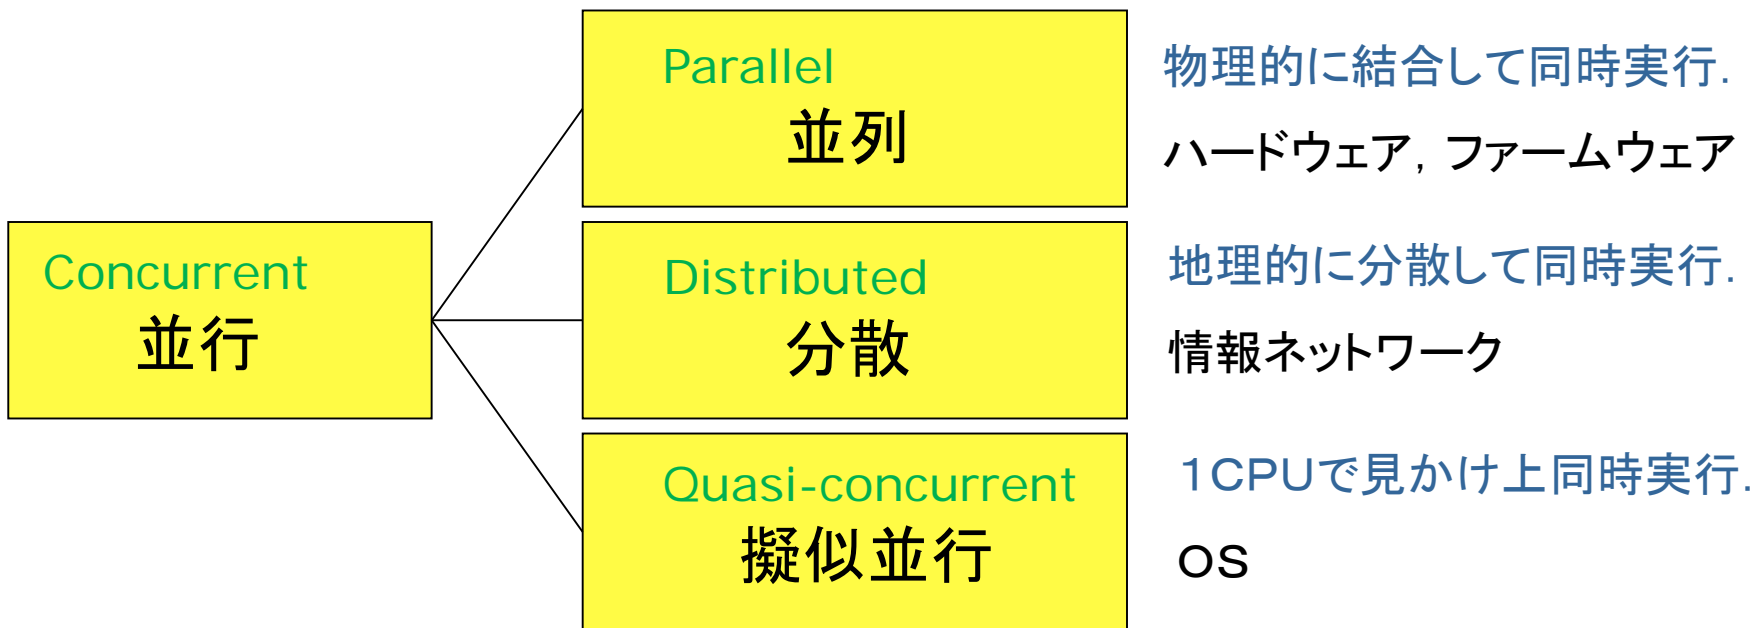 Concurrent
並行
Parallel
並列
物理的に結合して同時実行.
ハードウェア, ファームウェア
Distributed
分散
地理的に分散して同時実行.
情報ネットワーク
Quasi-concurrent
擬似並行
1CPUで見かけ上同時実行.
OS